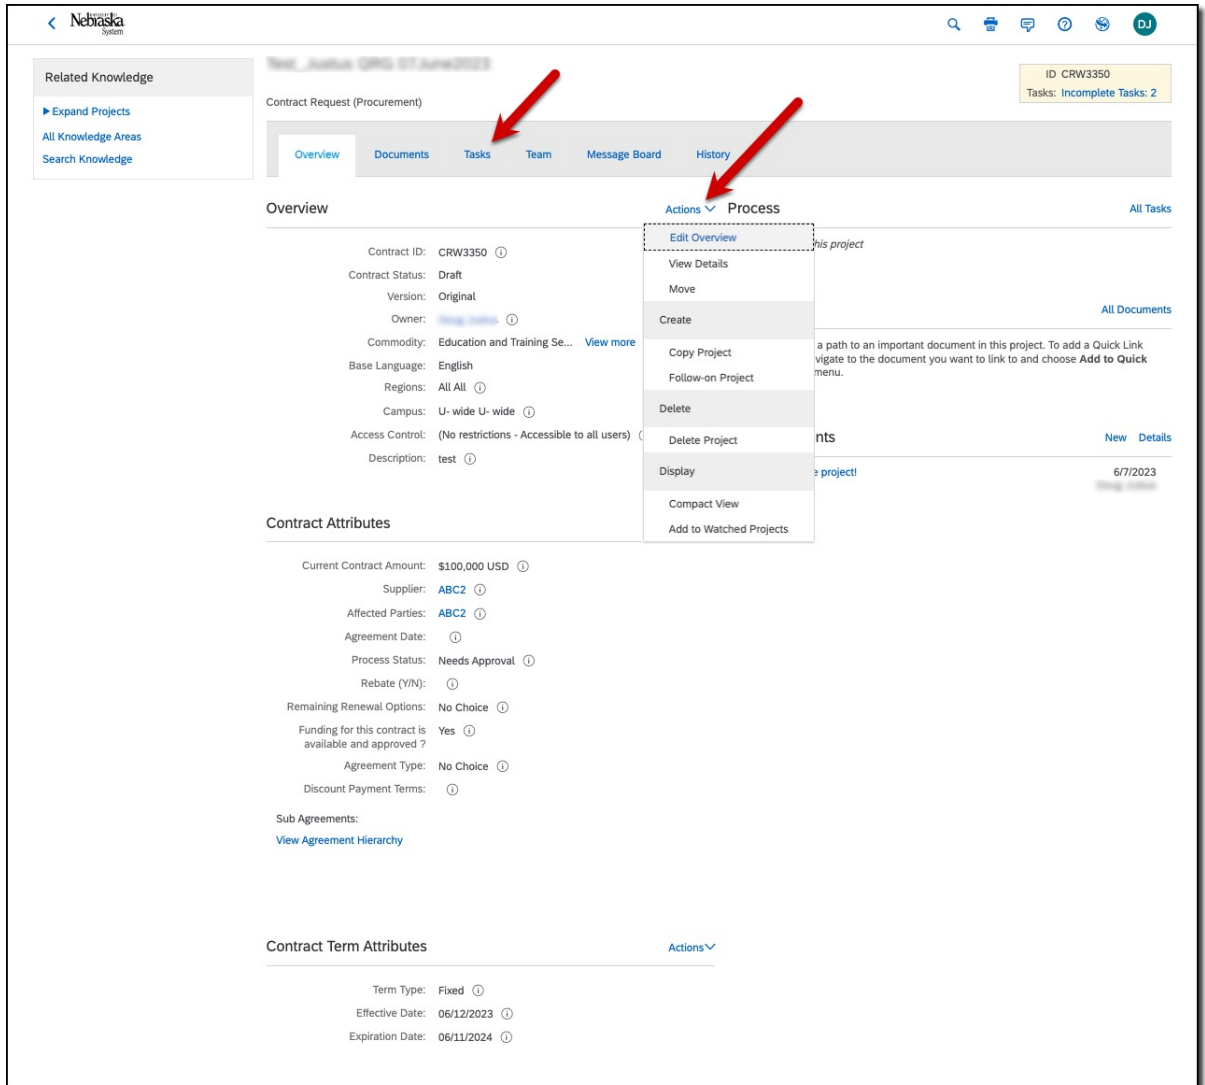 Nebraska
System
DJ
Related Knowledge
Expand Projects
All Knowledge Areas
Search Knowledge
Test_Justus QRG 07June2023
Contract Request (Procurement)
ID CRW3350
Tasks: Incomplete Tasks: 2
Overview Documents Tasks Team Message Board History
Overview
Actions
Contract ID: CRW3350
Contract Status: Draft
Version: Original
Owner:
Commodity: Education and Training Se... View more
Base Language: English
Regions: All All
Campus: U- wide U- wide
Access Control: (No restrictions - Accessible to all users)
Description: test
Edit Overview
View Details
Move
Create
Copy Project
Follow-on Project
Delete
Delete Project
Display
Compact View
Add to Watched Projects
Process
All Tasks
his project
All Documents
a path to an important document in this project. To add a Quick Link
vigate to the document you want to link to and choose Add to Quick
menu.
nts
New Details
e project!
6/7/2023
Contract Attributes
Current Contract Amount: $100,000 USD
Supplier: ABC2
Affected Parties: ABC2
Agreement Date:
Process Status: Needs Approval
Rebate (Y/N):
Remaining Renewal Options: No Choice
Funding for this contract is Yes
available and approved ?
Agreement Type: No Choice
Discount Payment Terms:
Sub Agreements:
View Agreement Hierarchy
Contract Term Attributes
Actions
Term Type: Fixed
Effective Date: 06/12/2023
Expiration Date: 06/11/2024